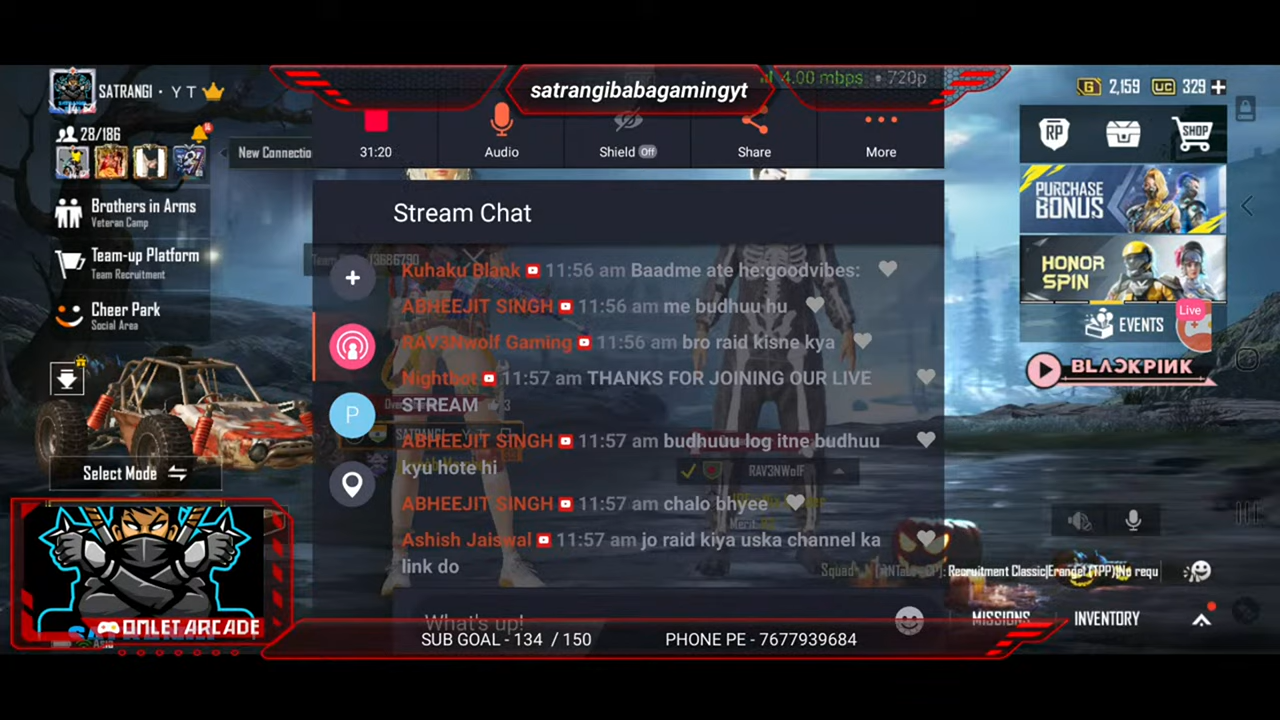 satrangibabagamingyt
4.00 mbps • 720p
SATRANGI • Y T
28/186
2,159
UC 329
New Connectio
31:20
Audio
Shield Off
Share
More
RP
SHOP
Brothers in Arms
Veteran Camp
Team-up Platform
Team Recruitment
Cheer Park
Social Area
PURCHASE
BONUS
HONOR
SPIN
Live
EVENTS
BLACKPINK
Stream Chat
Kuhaku Blank 11:56 am Baadme ate he:goodvibes:
ABHEEJIT SINGH 11:56 am me budhuu hu
RAV3Nwolf Gaming 11:56 am bro raid kisne kya
Nightbot 11:57 am THANKS FOR JOINING OUR LIVE
STREAM
P
ABHEEJIT SINGH 11:57 am budhuuu log itne budhuu
kyu hote hi
RAV3NWolF
ABHEEJIT SINGH 11:57 am chalo bhyee
Ashish Jaiswal 11:57 am jo raid kiya uska channel ka
link do
Select Mode
Recruitment Classic|Erangel (TPP)|No requ
What's up!
MISSIONS
INVENTORY
OMLET ARCADE
SUB GOAL - 134 / 150
PHONE PE - 7677939684